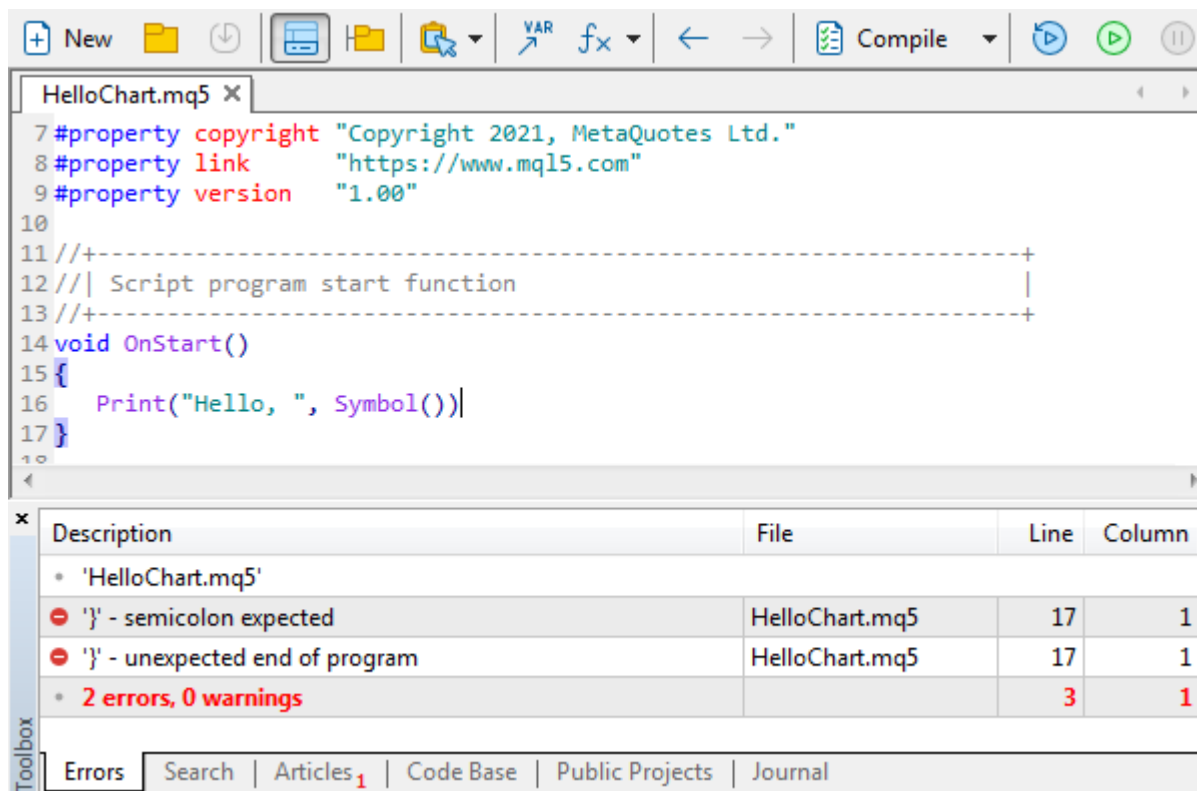 New VAR fx Compile
HelloChart.mq5
7 #property copyright "Copyright 2021, MetaQuotes Ltd."
8 #property link      "https://www.mql5.com"
9 #property version   "1.00"
10
11 //+------------------------------------------------------------------+
12 //| Script program start function                                    |
13 //+------------------------------------------------------------------+
14 void OnStart()
15 {
16    Print("Hello, ", Symbol())
17 }
18
Description File Line Column
'HelloChart.mq5'
'}' - semicolon expected HelloChart.mq5 17 1
'}' - unexpected end of program HelloChart.mq5 17 1
2 errors, 0 warnings 3 1
Toolbox
Errors | Search | Articles 1 | Code Base | Public Projects | Journal